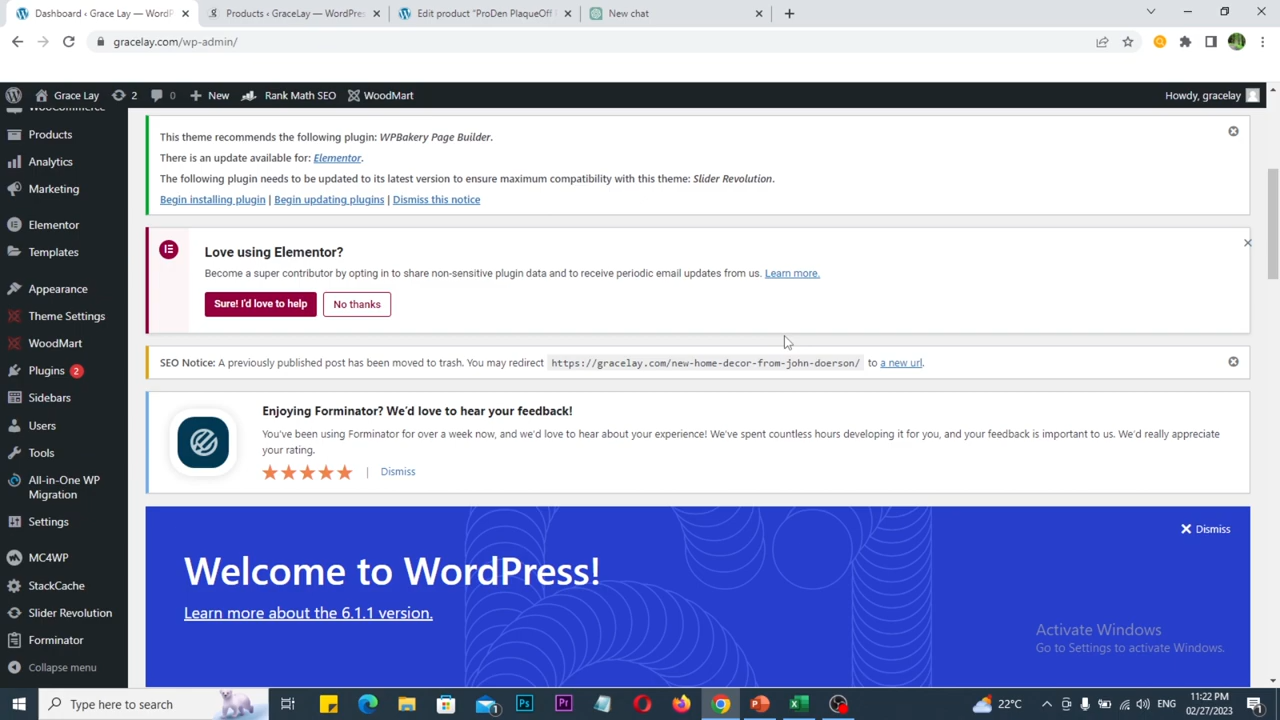 Dashboard ‹ Grace Lay — WordP
Products ‹ GraceLay — WordPres
Edit product "ProDen PlaqueOff
New chat
gracelay.com/wp-admin/
Grace Lay
2
0
New
Rank Math SEO
WoodMart
Howdy, gracelay
WooCommerce
Products
Analytics
Marketing
Elementor
Templates
Appearance
Theme Settings
WoodMart
Plugins 2
Sidebars
Users
Tools
All-in-One WP
Migration
Settings
MC4WP
StackCache
Slider Revolution
Forminator
Collapse menu
This theme recommends the following plugin: WPBakery Page Builder.
There is an update available for: Elementor.
The following plugin needs to be updated to its latest version to ensure maximum compatibility with this theme: Slider Revolution.
Begin installing plugin | Begin updating plugins | Dismiss this notice
Love using Elementor?
Become a super contributor by opting in to share non-sensitive plugin data and to receive periodic email updates from us. Learn more.
Sure! I'd love to help
No thanks
SEO Notice: A previously published post has been moved to trash. You may redirect https://gracelay.com/new-home-decor-from-john-doerson/ to a new url.
Enjoying Forminator? We'd love to hear your feedback!
You've been using Forminator for over a week now, and we'd love to hear about your experience! We've spent countless hours developing it for you, and your feedback is important to us. We'd really appreciate
your rating.
| Dismiss
Dismiss
Welcome to WordPress!
Learn more about the 6.1.1 version.
Activate Windows
Go to Settings to activate Windows.
Type here to search
1
Ps
Pr
22°C
ENG
11:22 PM
02/27/2023
1